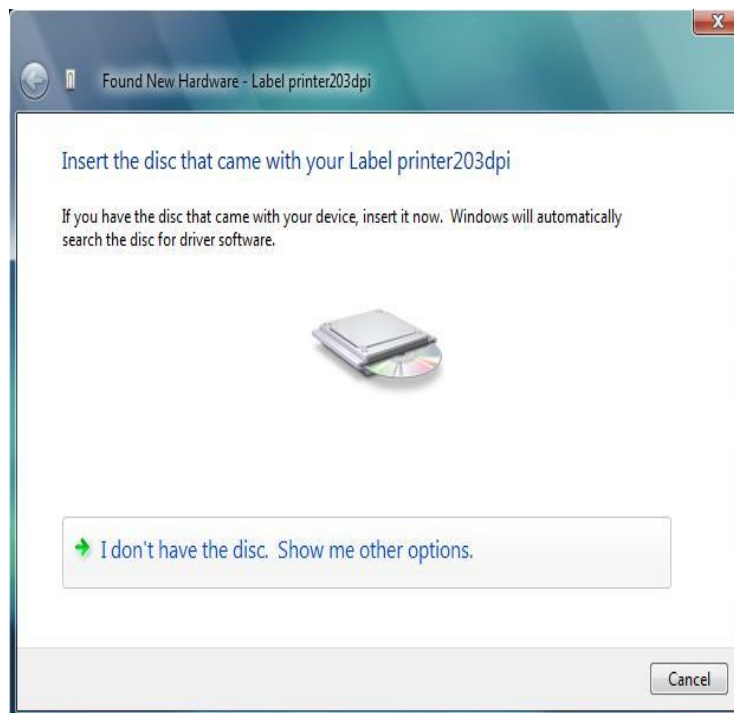 Found New Hardware - Label printer203dpi
Insert the disc that came with your Label printer203dpi
If you have the disc that came with your device, insert it now.  Windows will automatically
search the disc for driver software.
I don't have the disc.  Show me other options.
Cancel